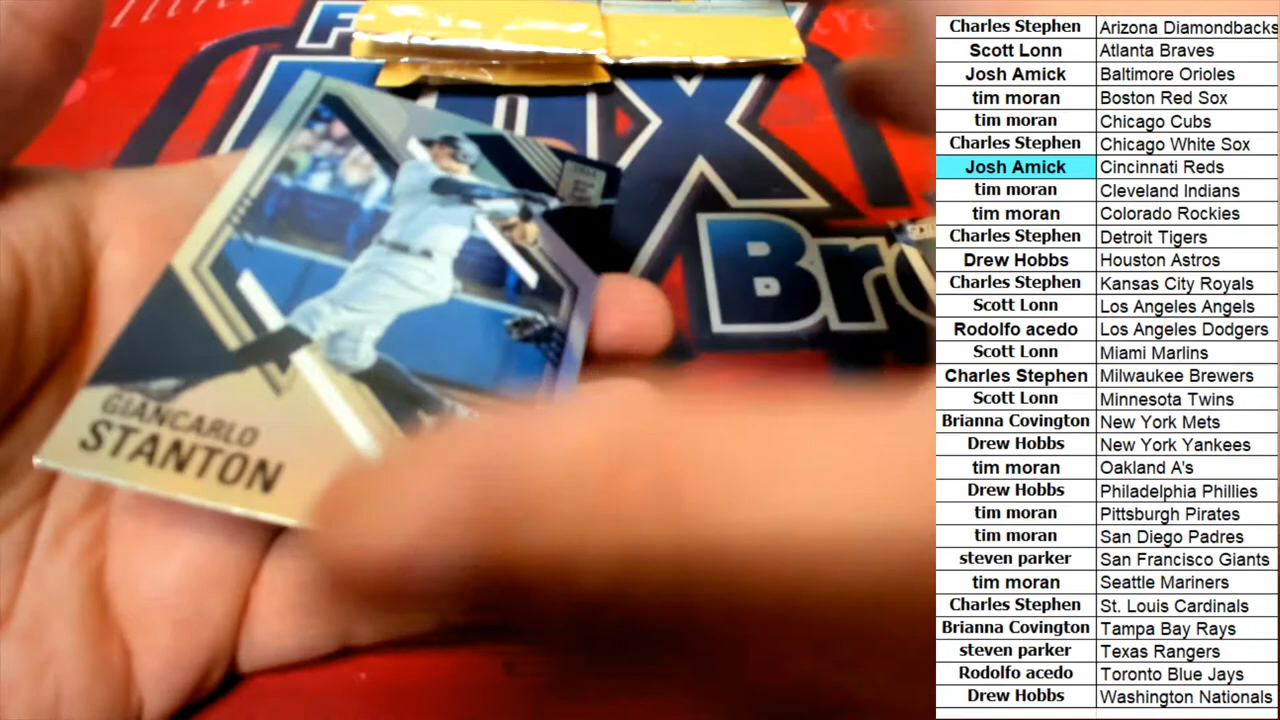 GIANCARLO
STANTON
Bro
Charles Stephen Arizona Diamondbacks
Scott Lonn Atlanta Braves
Josh Amick Baltimore Orioles
tim moran Boston Red Sox
tim moran Chicago Cubs
Charles Stephen Chicago White Sox
Josh Amick Cincinnati Reds
tim moran Cleveland Indians
tim moran Colorado Rockies
Charles Stephen Detroit Tigers
Drew Hobbs Houston Astros
Charles Stephen Kansas City Royals
Scott Lonn Los Angeles Angels
Rodolfo acedo Los Angeles Dodgers
Scott Lonn Miami Marlins
Charles Stephen Milwaukee Brewers
Scott Lonn Minnesota Twins
Brianna Covington New York Mets
Drew Hobbs New York Yankees
tim moran Oakland A's
Drew Hobbs Philadelphia Phillies
tim moran Pittsburgh Pirates
tim moran San Diego Padres
steven parker San Francisco Giants
tim moran Seattle Mariners
Charles Stephen St. Louis Cardinals
Brianna Covington Tampa Bay Rays
steven parker Texas Rangers
Rodolfo acedo Toronto Blue Jays
Drew Hobbs Washington Nationals